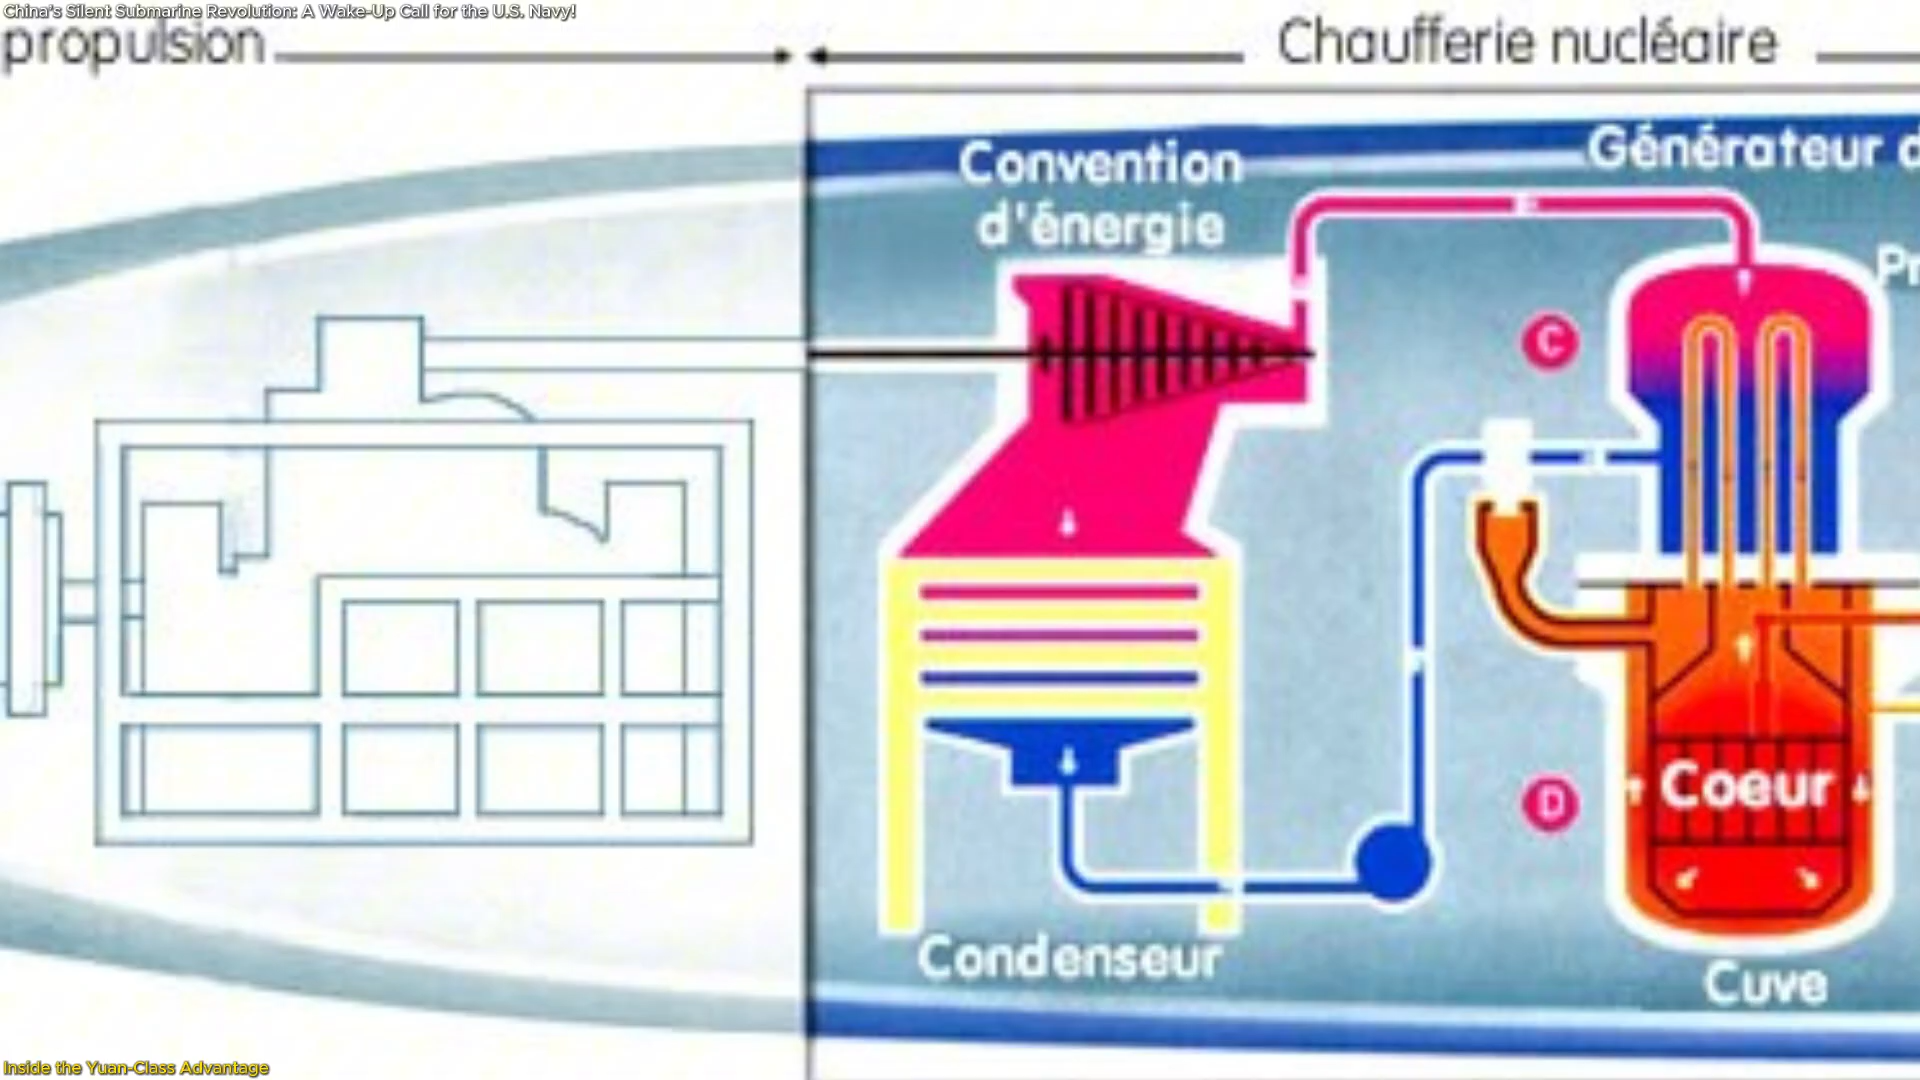 China's Silent Submarine Revolution: A Wake-Up Call for the U.S. Navy!
propulsion
Chaufferie nucléaire
Convention
d'énergie
Générateur d
Pr
C
D
Coeur
Condenseur
Cuve
Inside the Yuan-Class Advantage